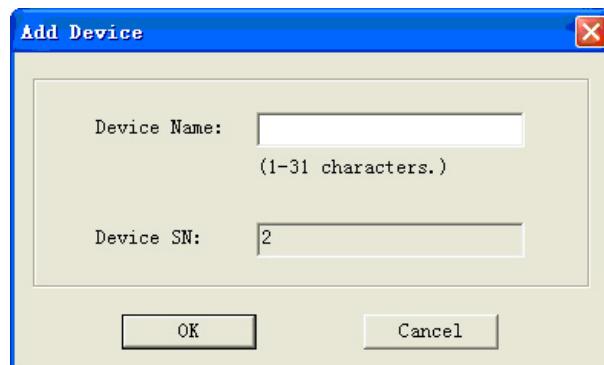 Add Device
Device Name:
(1-31 characters.)
Device SN: 2
OK Cancel